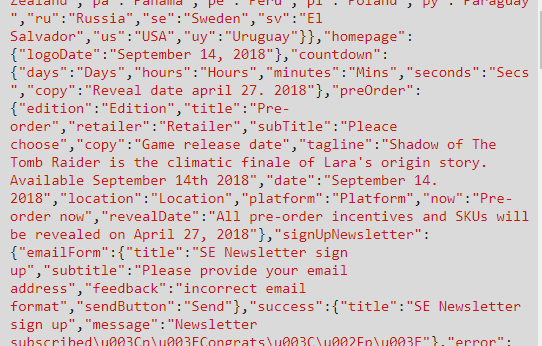 Zealand","pa":"Panama","pe":"Peru","pl":"Poland","py":"Paraguay
","ru":"Russia","se":"Sweden","sv":"El
Salvador","us":"USA","uy":"Uruguay"}},"homepage":
{"logoDate":"September 14, 2018"},"countdown":
{"days":"Days","hours":"Hours","minutes":"Mins","seconds":"Secs
","copy":"Reveal date april 27. 2018"},"preOrder":
{"edition":"Edition","title":"Pre-
order","retailer":"Retailer","subTitle":"Pleace
choose","copy":"Game release date","tagline":"Shadow of The
Tomb Raider is the climatic finale of Lara's origin story.
Available September 14th 2018","date":"September 14.
2018","location":"Location","platform":"Platform","now":"Pre-
order now","revealDate":"All pre-order incentives and SKUs will
be revealed on April 27, 2018"},"signUpNewsletter":
{"emailForm":{"title":"SE Newsletter sign
up","subtitle":"Please provide your email
address","feedback":"incorrect email
format","sendButton":"Send"},"success":{"title":"SE Newsletter
sign up","message":"Newsletter
subscribed\u003Cp\u003ECongrats\u003C\u002Fp\u003E"},"error":